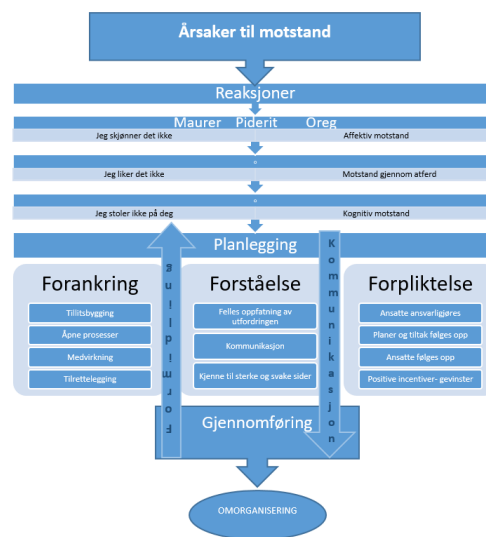 Årsaker til motstand
Reaksjoner
Maurer Piderit Oreg
Jeg skjønner det ikke
Affektiv motstand
Jeg liker det ikke
Motstand gjennom atferd
Jeg stoler ikke på deg
Kognitiv motstand
Planlegging
Forankring
Tillitsbygging
Åpne prosesser
Medvirkning
Tilrettelegging
Formidling
Forståelse
Felles oppfatning av
utfordringen
Kommunikasjon
Kjenne til sterke og svake sider
Kommunikasjon
Forpliktelse
Ansatte ansvarligjøres
Planer og tiltak følges opp
Ansatte følges opp
Positive incentiver- gevinster
Gjennomføring
OMORGANISERING